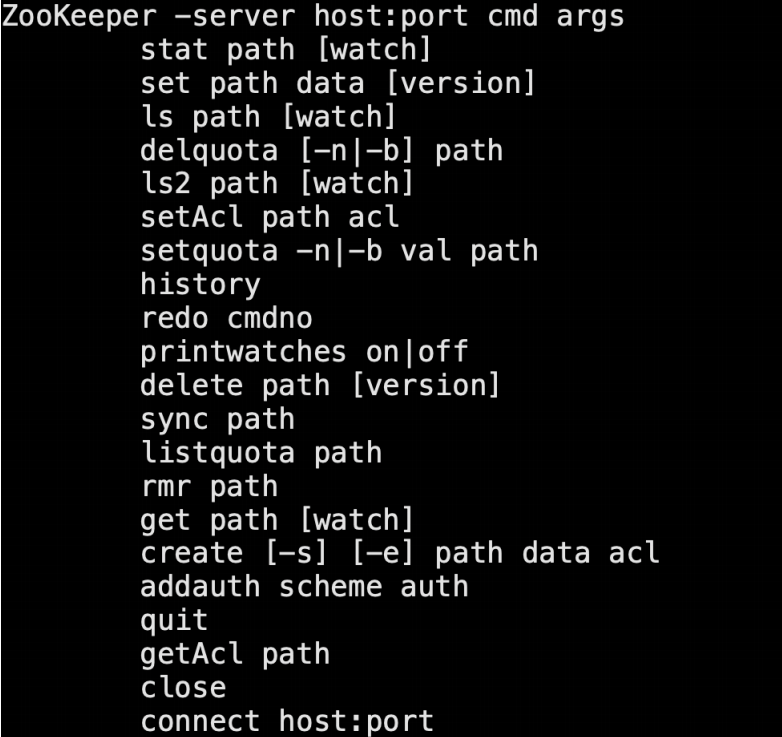 ZooKeeper -server host:port cmd args
stat path [watch]
set path data [version]
ls path [watch]
delquota [-n|-b] path
ls2 path [watch]
setAcl path acl
setquota -n|-b val path
history
redo cmdno
printwatches on|off
delete path [version]
sync path
listquota path
rmr path
get path [watch]
create [-s] [-e] path data acl
addauth scheme auth
quit
getAcl path
close
connect host:port